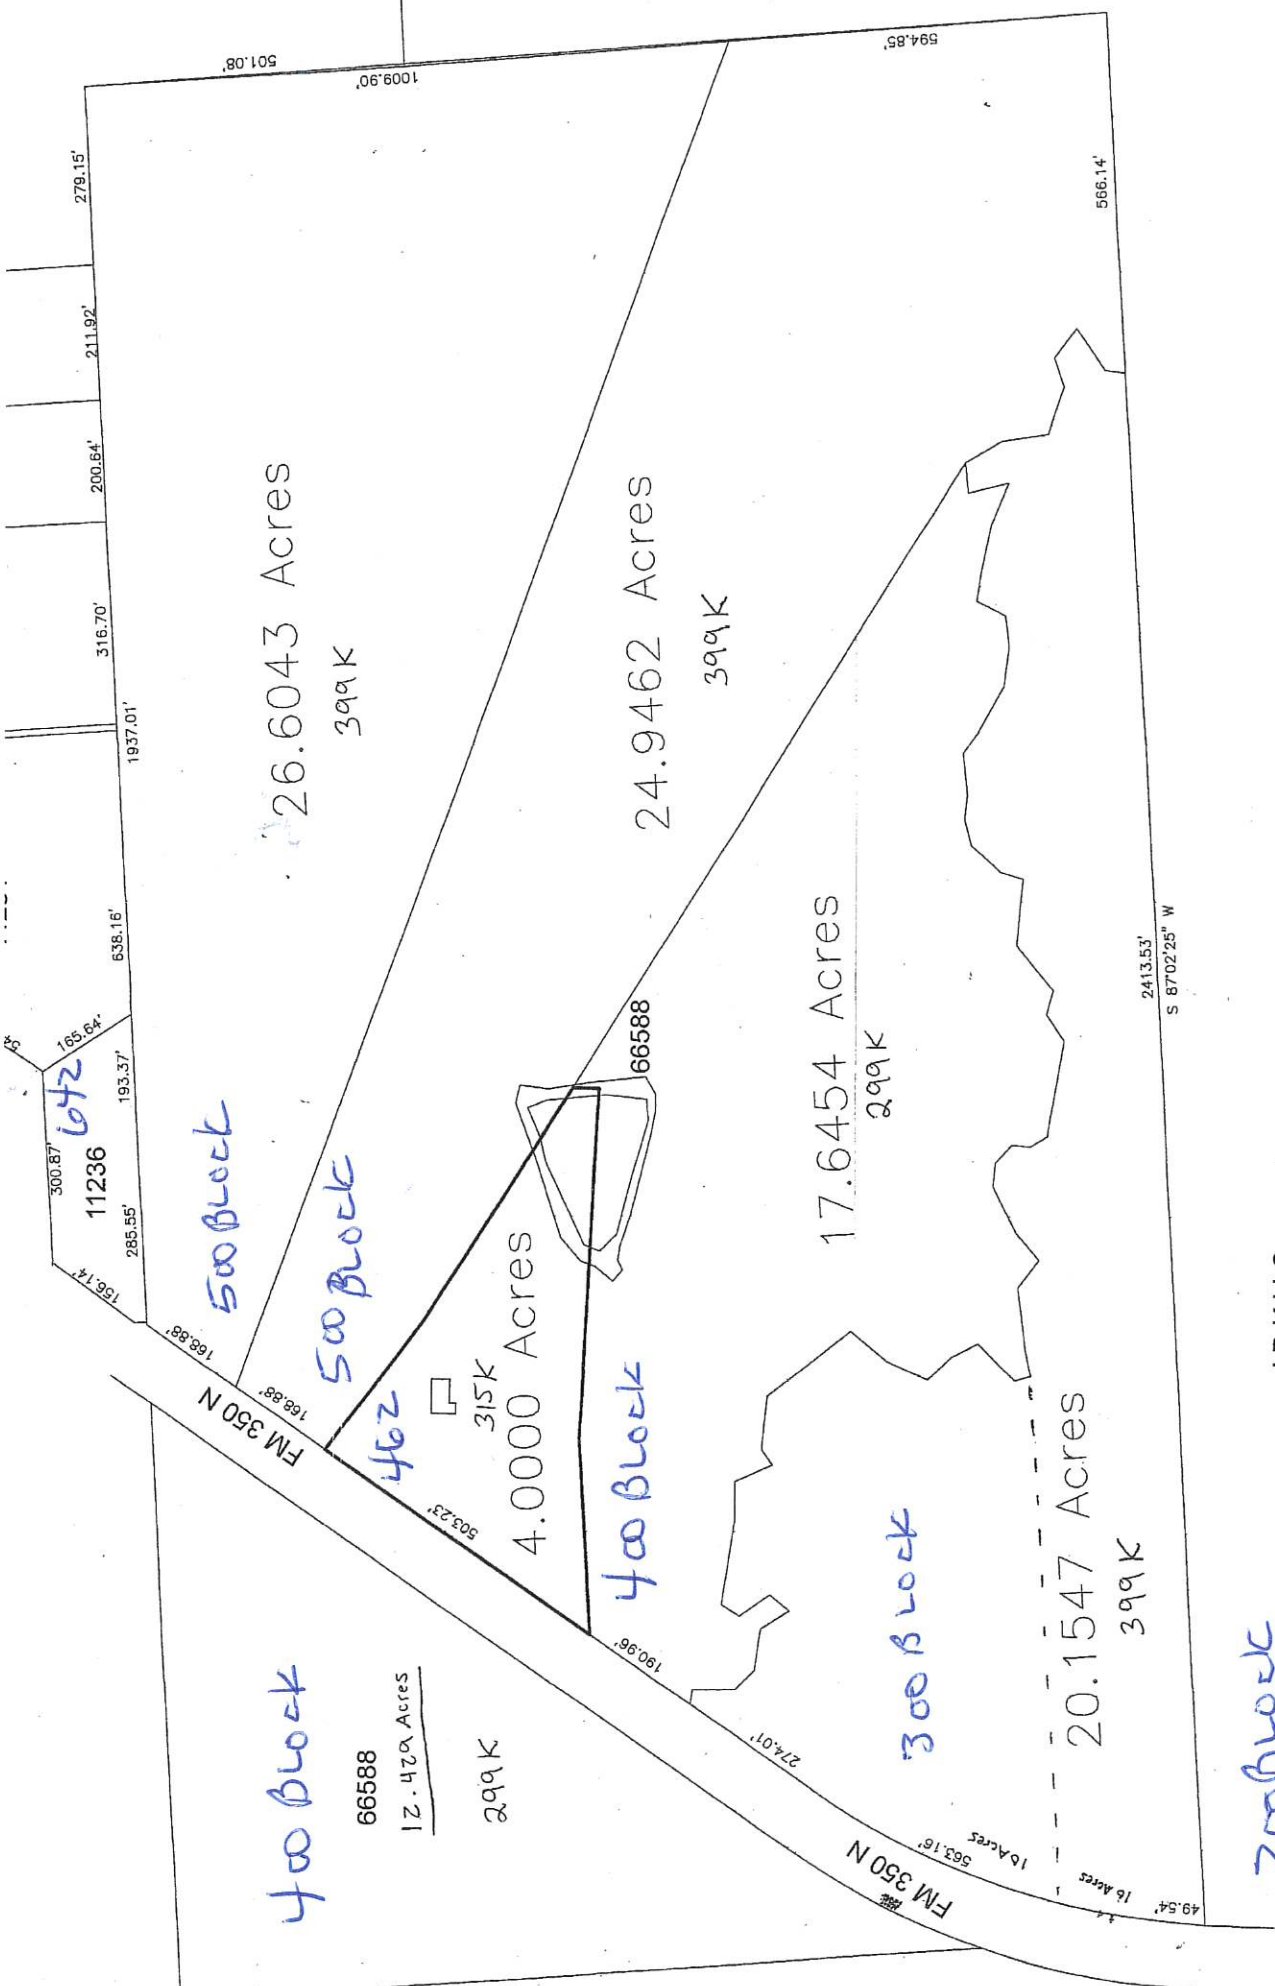 501.08'
1009.90'
594.85'
279.15'
211.92'
200.64'
316.70'
1937.01'
638.16'
193.37'
285.55'
165.64'
54
300.87'
642
11236
156.14'
566.14'
26.6043 Acres
399K
24.9462 Acres
399K
500 BLOCK
500 BLOCK
168.88'
168.88'
FM 350 N
462
315K
4.0000 Acres
503.23'
66588
17.6454 Acres
299K
400 BLOCK
190.96'
2413.53'
S 87°02'25" W
400 BLOCK
66588
12.429 Acres
299K
300 BLOCK
274.01'
20.1547 Acres
399K
563.16'
10 Acres
FM 350 N
16 Acres
49.54'